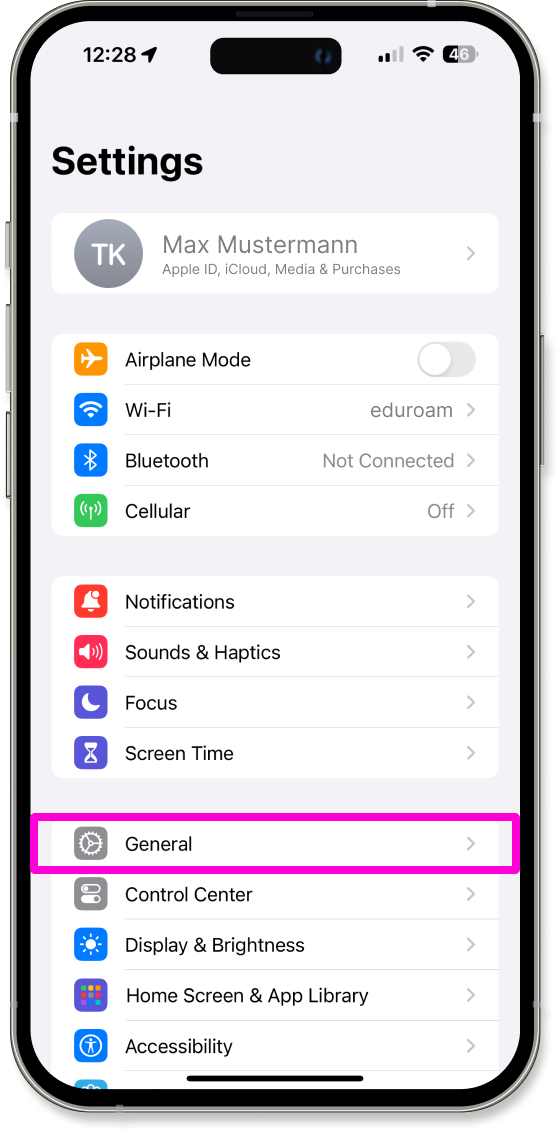 12:28
46
Settings
TK
Max Mustermann
Apple ID, iCloud, Media & Purchases
Airplane Mode
Wi-Fi eduroam
Bluetooth Not Connected
Cellular Off
Notifications
Sounds & Haptics
Focus
Screen Time
General
Control Center
Display & Brightness
Home Screen & App Library
Accessibility